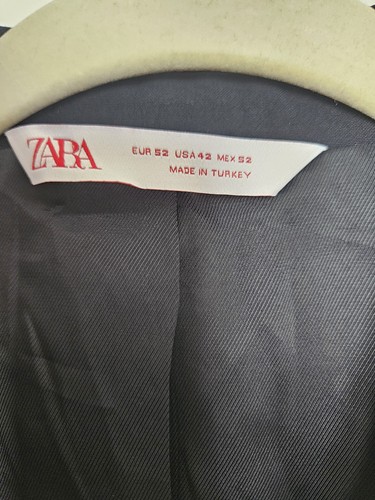 ZARA
EUR 52 USA 42 MEX 52
MADE IN TURKEY